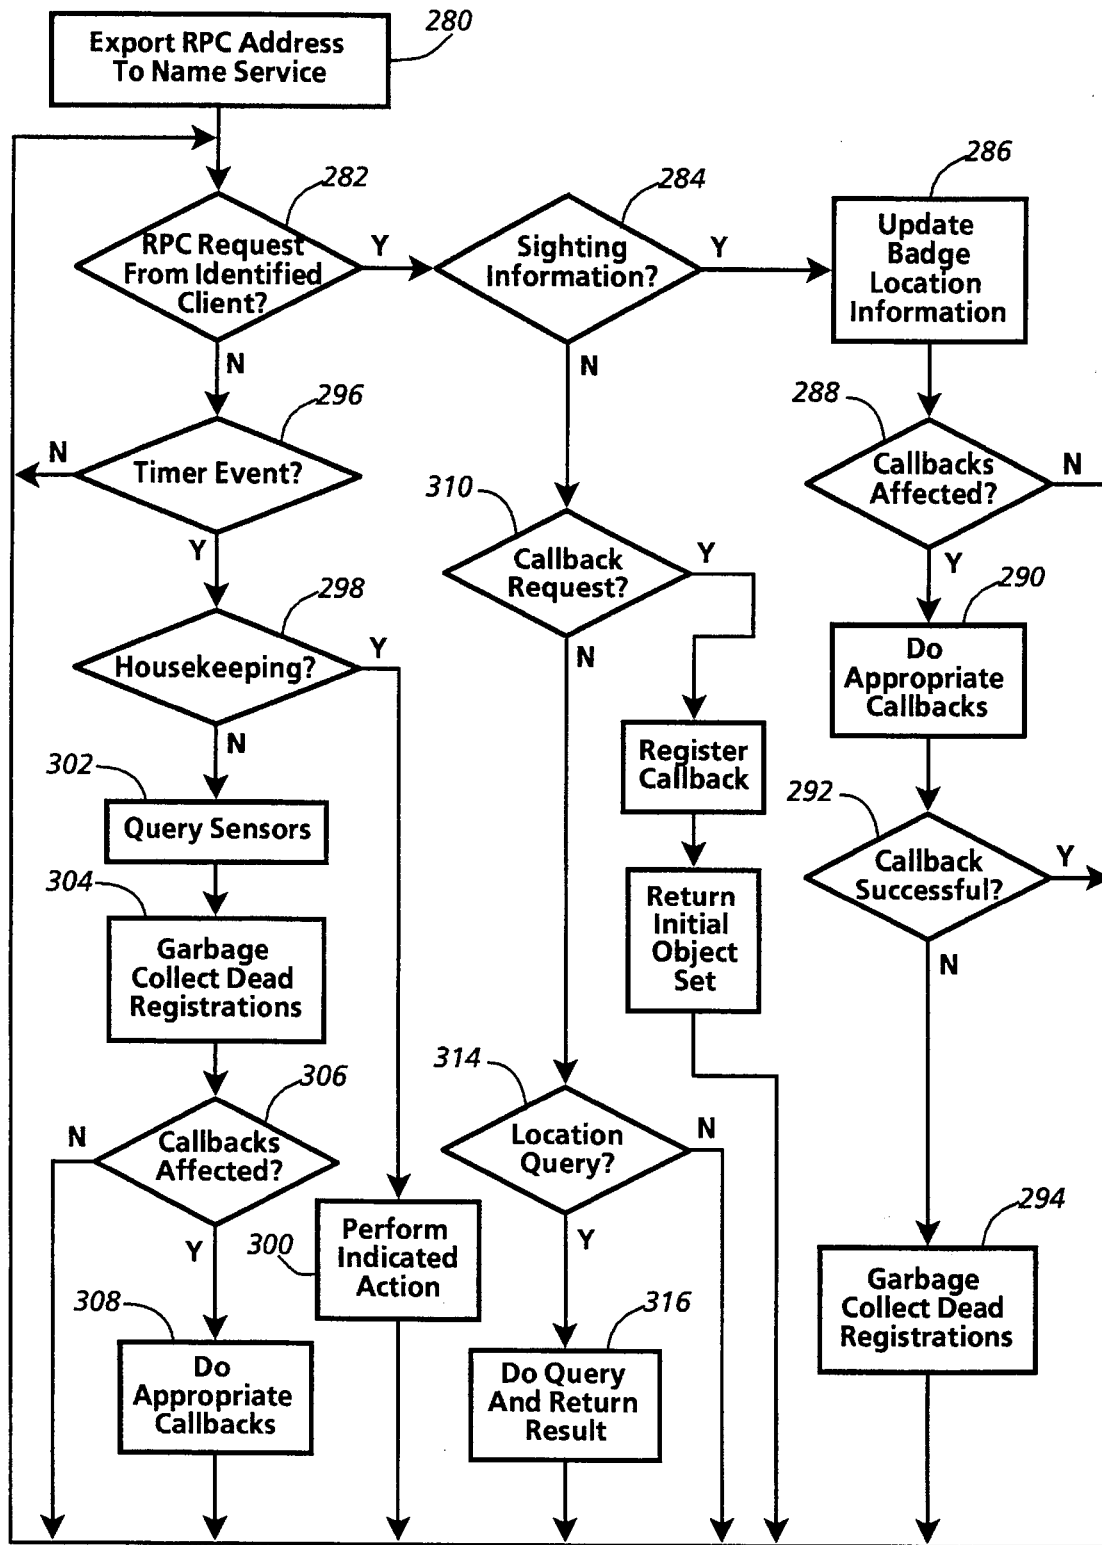 280
Export RPC Address
To Name Service
282
RPC Request
From Identified
Client?
Y
N
284
Sighting
Information?
Y
N
286
Update
Badge
Location
Information
288
Callbacks
Affected?
N
Y
290
Do
Appropriate
Callbacks
292
Callback
Successful?
Y
N
294
Garbage
Collect Dead
Registrations
296
Timer Event?
N
Y
298
Housekeeping?
Y
N
300
Perform
Indicated
Action
302
Query Sensors
304
Garbage
Collect Dead
Registrations
306
Callbacks
Affected?
N
Y
308
Do
Appropriate
Callbacks
310
Callback
Request?
Y
N
Register
Callback
Return
Initial
Object
Set
314
Location
Query?
N
Y
316
Do Query
And Return
Result